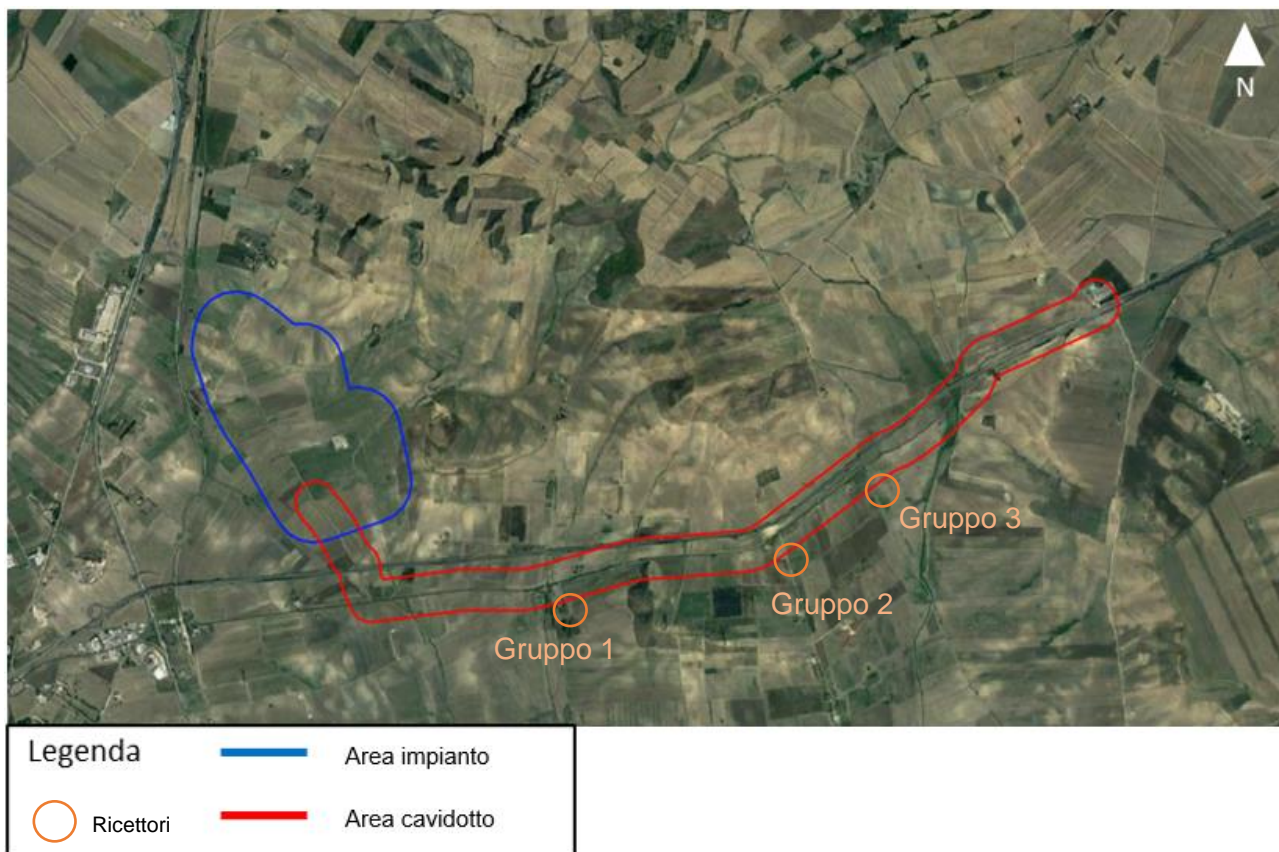 N
Gruppo 3
Gruppo 2
Gruppo 1
Legenda
Area impianto
Ricettori
Area cavidotto